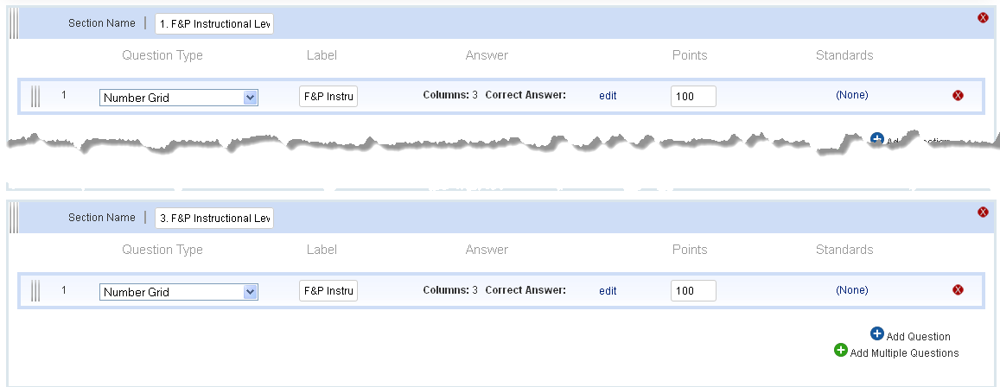 Section Name | 1. F&P Instructional Lev
Question Type Label Answer Points Standards
1 Number Grid F&P Instru Columns: 3 Correct Answer: edit 100 (None)
Section Name | 3. F&P Instructional Lev
Question Type Label Answer Points Standards
1 Number Grid F&P Instru Columns: 3 Correct Answer: edit 100 (None)
Add Question
Add Multiple Questions